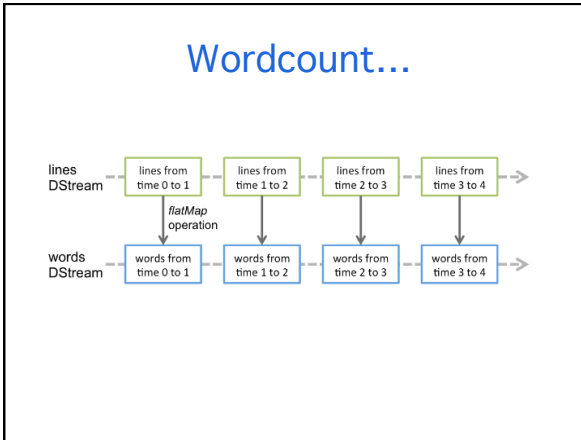 Wordcount...
lines
DStream
lines from
time 0 to 1
lines from
time 1 to 2
lines from
time 2 to 3
lines from
time 3 to 4
flatMap
operation
words
DStream
words from
time 0 to 1
words from
time 1 to 2
words from
time 2 to 3
words from
time 3 to 4